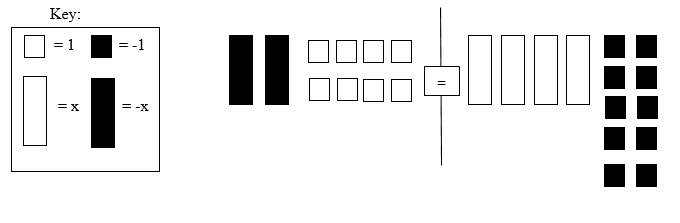 Key:
= 1
= -1
= x
= -x
=